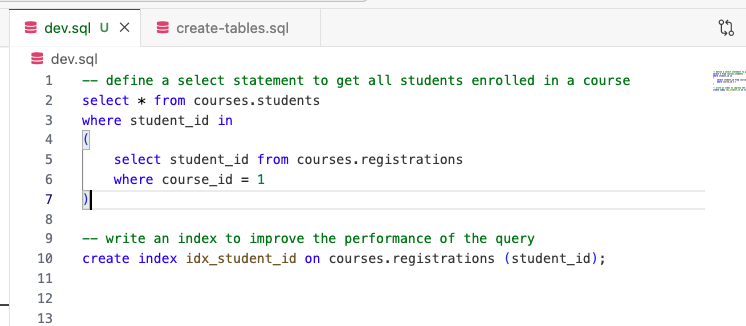 dev.sql U
create-tables.sql
dev.sql
1 -- define a select statement to get all students enrolled in a course
2 select * from courses.students
3 where student_id in
4 (
5     select student_id from courses.registrations
6     where course_id = 1
7 )
8
9 -- write an index to improve the performance of the query
10 create index idx_student_id on courses.registrations (student_id);
11
12
13